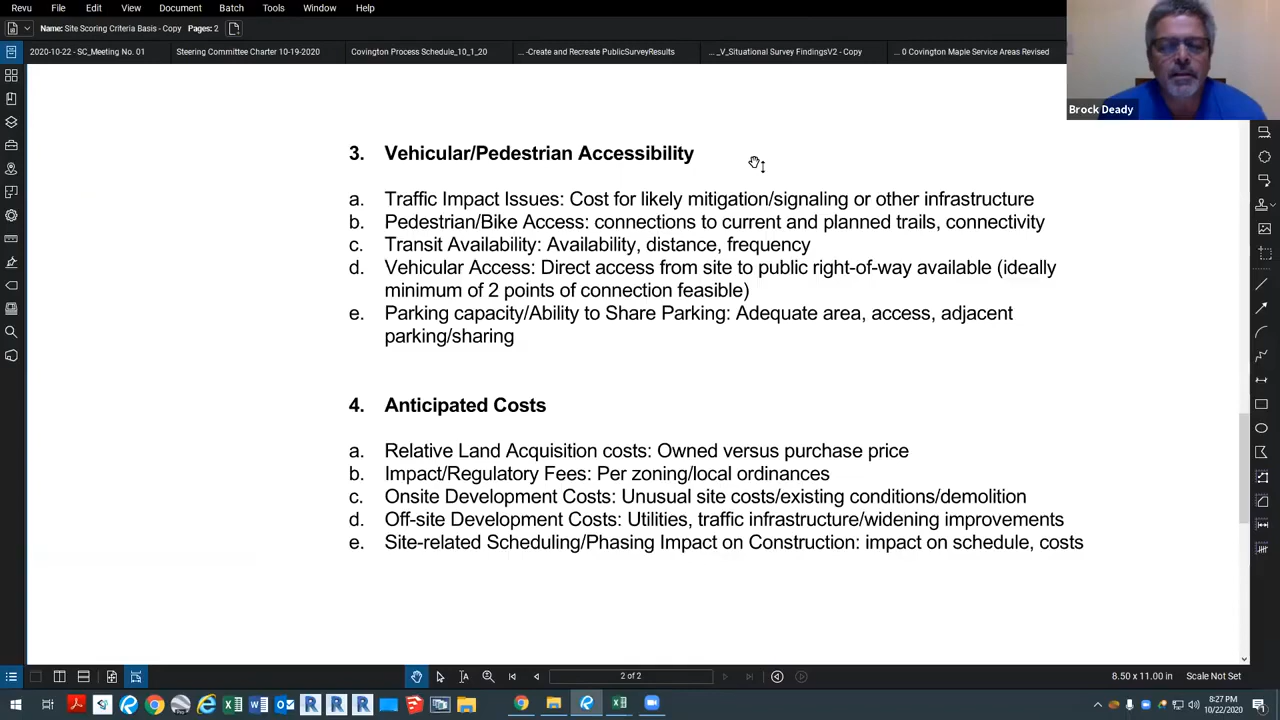 Revu File Edit View Document Batch Tools Window Help
Name: Site Scoring Criteria Basis - Copy Pages: 2
2020-10-22 - SC_Meeting No. 01
Steering Committee Charter 10-19-2020
Covington Process Schedule_10_1_20
...-Create and Recreate PublicSurveyResults
..._V_Situational Survey FindingsV2 - Copy
... 0 Covington Maple Service Areas Revised
Brock Deady
3. Vehicular/Pedestrian Accessibility
a. Traffic Impact Issues: Cost for likely mitigation/signaling or other infrastructure
b. Pedestrian/Bike Access: connections to current and planned trails, connectivity
c. Transit Availability: Availability, distance, frequency
d. Vehicular Access: Direct access from site to public right-of-way available (ideally
minimum of 2 points of connection feasible)
e. Parking capacity/Ability to Share Parking: Adequate area, access, adjacent
parking/sharing
4. Anticipated Costs
a. Relative Land Acquisition costs: Owned versus purchase price
b. Impact/Regulatory Fees: Per zoning/local ordinances
c. Onsite Development Costs: Unusual site costs/existing conditions/demolition
d. Off-site Development Costs: Utilities, traffic infrastructure/widening improvements
e. Site-related Scheduling/Phasing Impact on Construction: impact on schedule, costs
2 of 2
8.50 x 11.00 in
Scale Not Set
8:27 PM
10/22/2020